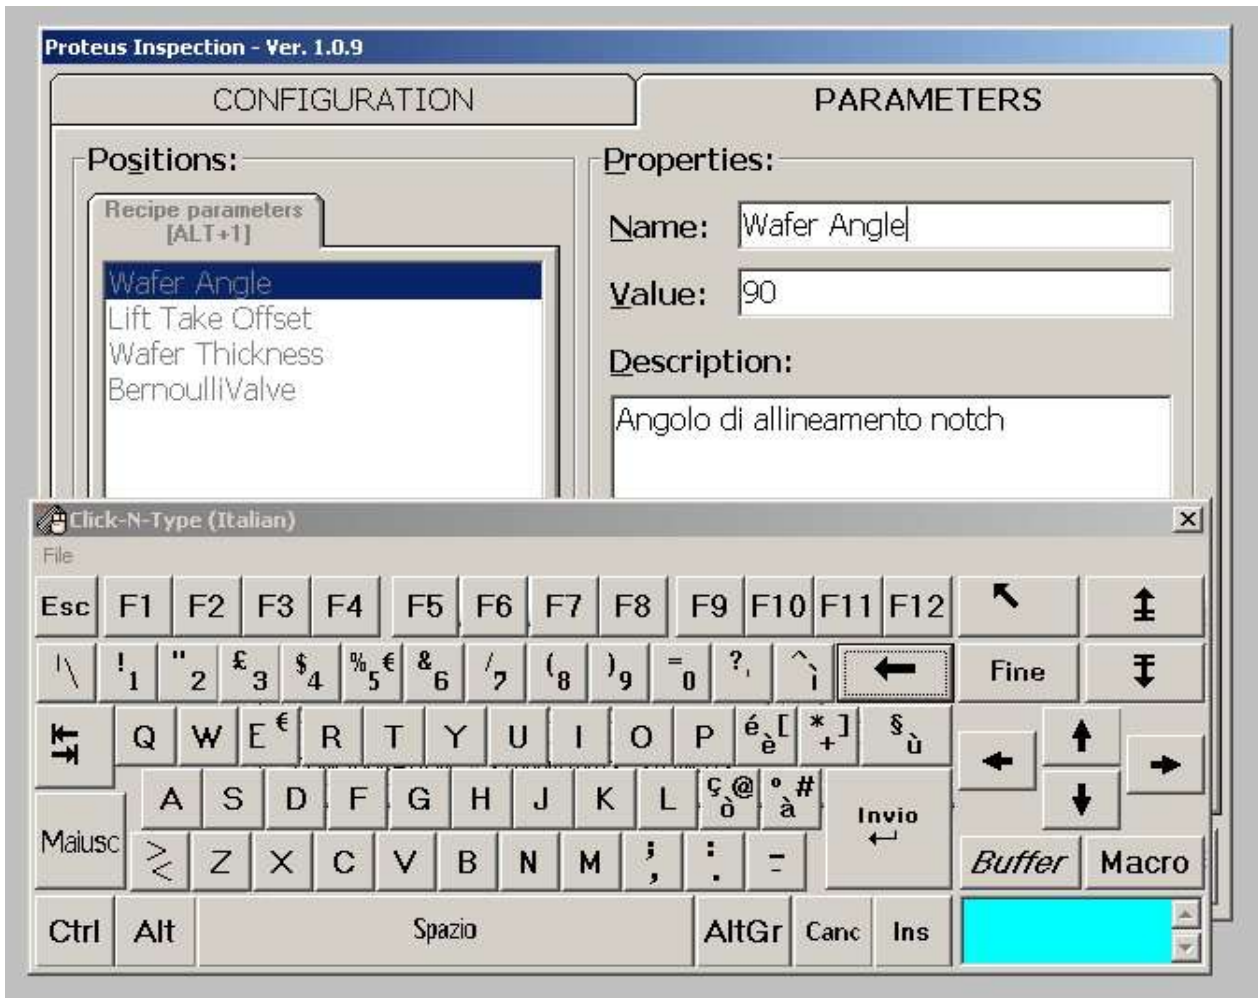 Proteus Inspection - Ver. 1.0.9
CONFIGURATION
PARAMETERS
Positions:
Recipe parameters
[ALT+1]
Wafer Angle
Lift Take Offset
Wafer Thickness
BernoulliValve
Properties:
Name: Wafer Angle
Value: 90
Description:
Angolo di allineamento notch
Click-N-Type (Italian)
File
Esc F1 F2 F3 F4 F5 F6 F7 F8 F9 F10 F11 F12
| \ ! 1 " 2 £ 3 $ 4 % 5 € & 6 / 7 ( 8 ) 9 = 0 ? ' ^ ì Fine
Q W E € R T Y U I O P é è [ * + ] § ù
A S D F G H J K L ç ò @ ° à # Invio
Maiusc > < Z X C V B N M ; , : . _ - Buffer Macro
Ctrl Alt Spazio AltGr Canc Ins